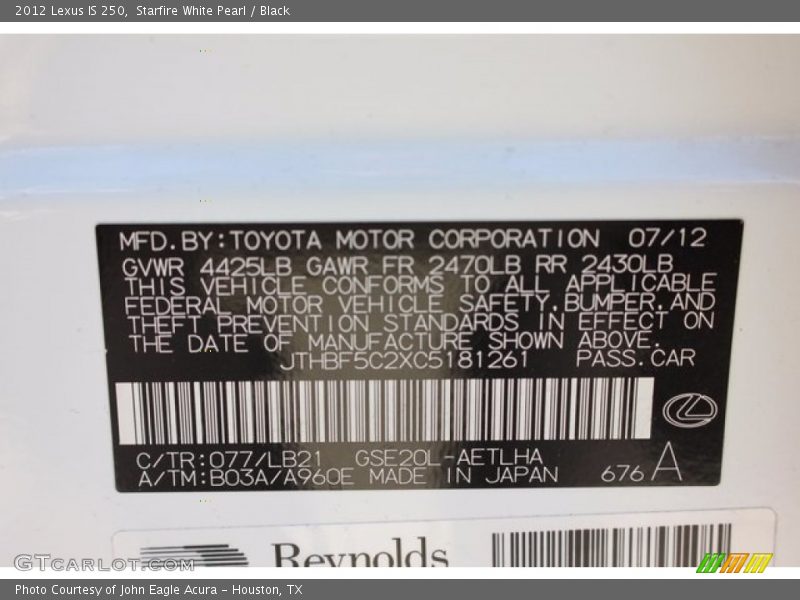 2012 Lexus IS 250,  Starfire White Pearl / Black
MFD.BY:TOYOTA MOTOR CORPORATION 07/12
GVWR 4425LB GAWR FR 2470LB RR 2430LB
THIS VEHICLE CONFORMS TO ALL APPLICABLE
FEDERAL MOTOR VEHICLE SAFETY,BUMPER,AND
THEFT PREVENTION STANDARDS IN EFFECT ON
THE DATE OF MANUFACTURE SHOWN ABOVE.
JTHBF5C2XC5181261 PASS.CAR
C/TR:077/LB21 GSE20L-AETLHA
A/TM:B03A/A960E MADE IN JAPAN 676 A
Reynolds
GTCARLOT.COM
Photo Courtesy of John Eagle Acura - Houston, TX